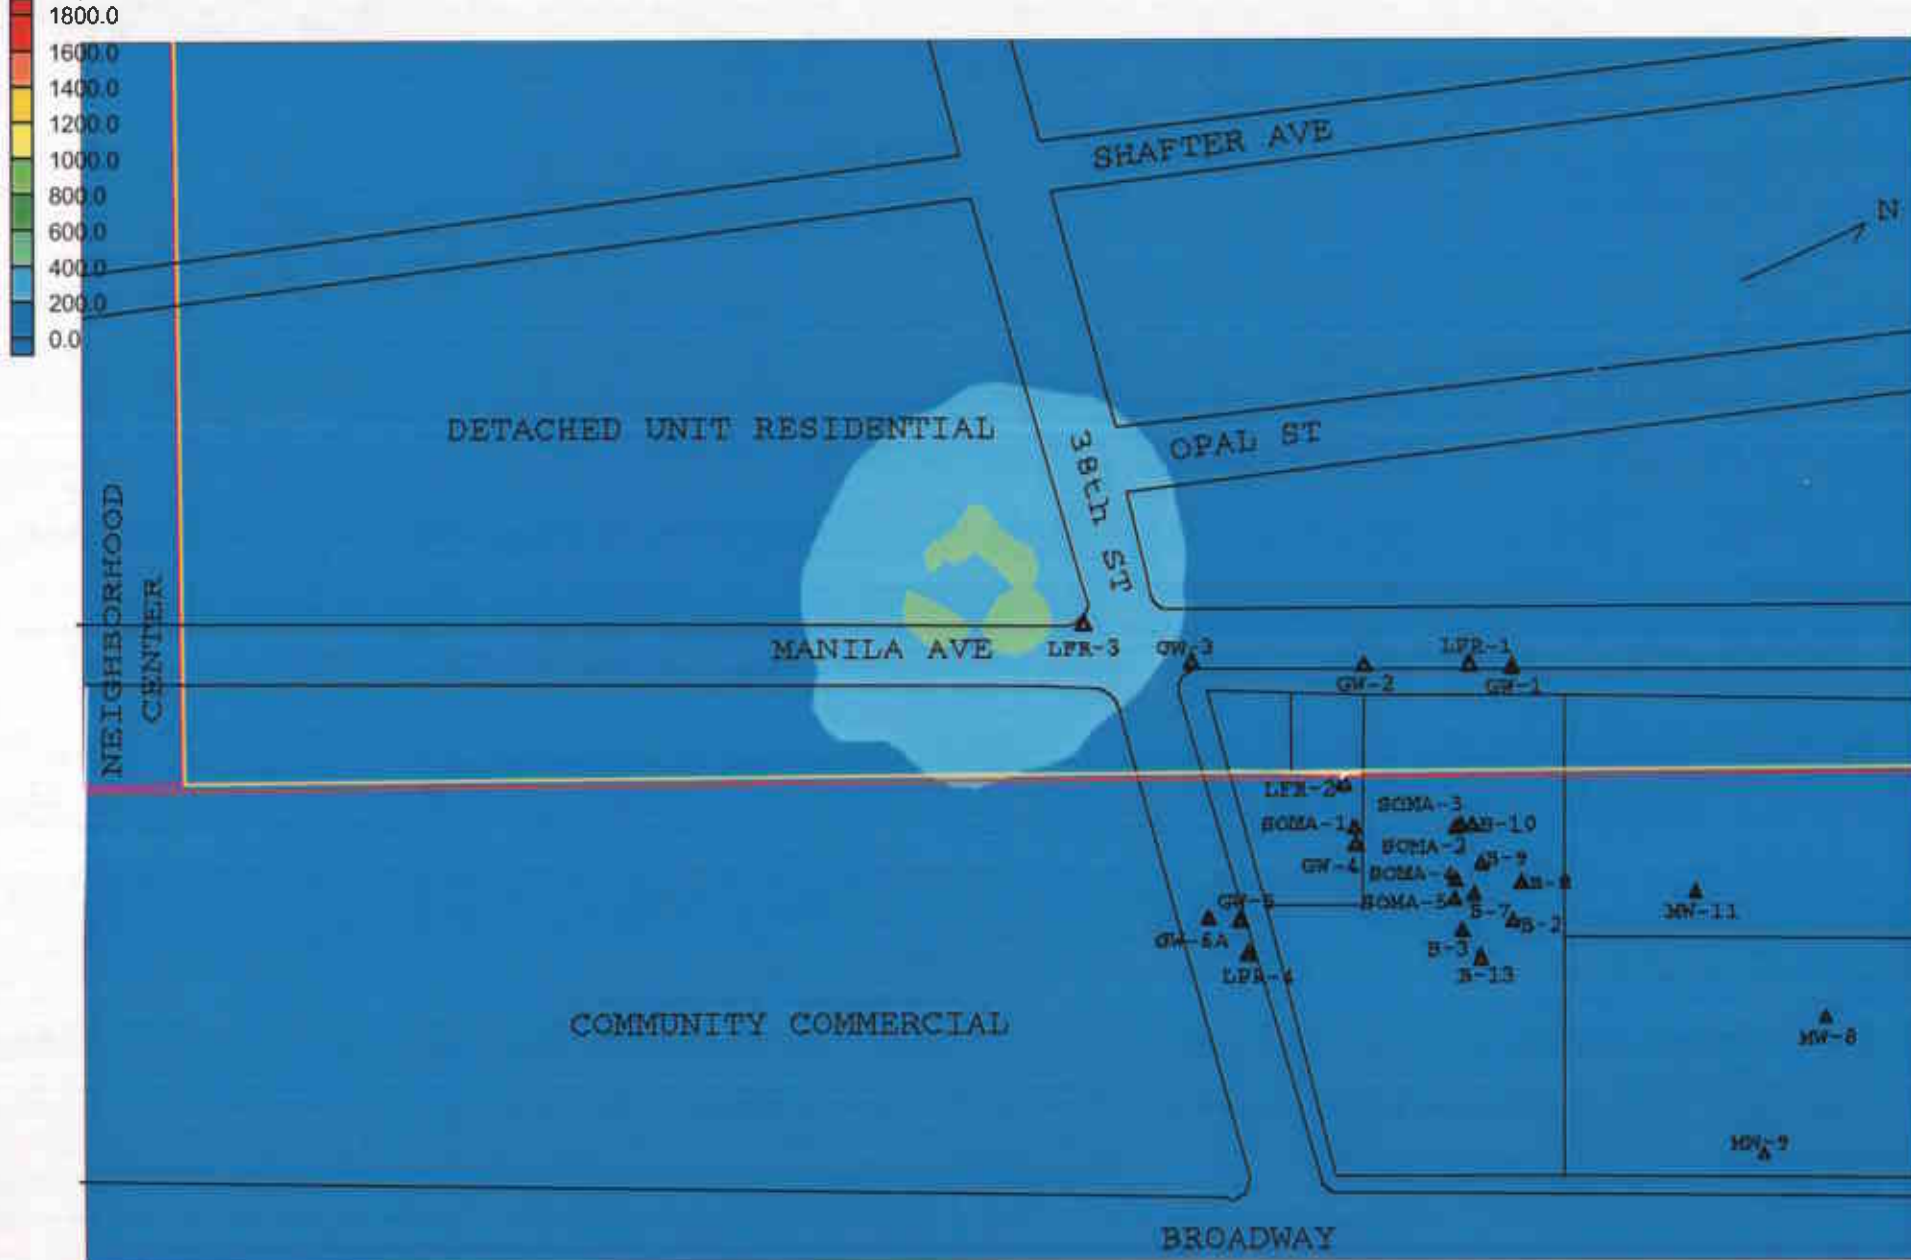 1800.0
1600.0
1400.0
1200.0
1000.0
800.0
600.0
400.0
200.0
0.0
SHAFTER AVE
N
DETACHED UNIT RESIDENTIAL
38th ST
OPAL ST
NEIGHBORHOOD
CENTER
MANILA AVE
LFR-3
GW-3
LFR-1
GW-2
GW-1
LFR-2
SOMA-3
SOMA-1
B-10
SOMA-2
GW-4
B-9
SOMA-4
B-8
SOMA-5
GW-5
B-7
MW-11
B-2
GW-6A
B-3
LFR-4
B-13
COMMUNITY COMMERCIAL
MW-8
MW-9
BROADWAY